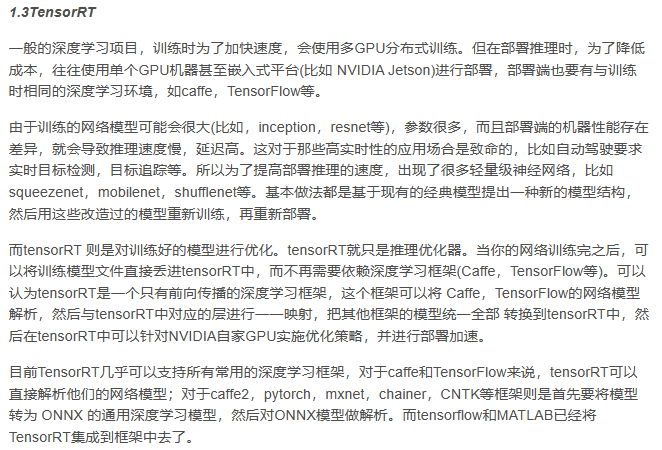 1.3TensorRT
一般的深度学习项目，训练时为了加快速度，会使用多GPU分布式训练。但在部署推理时，为了降低
成本，往往使用单个GPU机器甚至嵌入式平台(比如 NVIDIA Jetson)进行部署，部署端也要有与训练
时相同的深度学习环境，如caffe，TensorFlow等。
由于训练的网络模型可能会很大(比如，inception，resnet等)，参数很多，而且部署端的机器性能存在
差异，就会导致推理速度慢，延迟高。这对于那些高实时性的应用场合是致命的，比如自动驾驶要求
实时目标检测，目标追踪等。所以为了提高部署推理的速度，出现了很多轻量级神经网络，比如
squeezenet，mobilenet，shufflenet等。基本做法都是基于现有的经典模型提出一种新的模型结构，
然后用这些改造过的模型重新训练，再重新部署。
而tensorRT 则是对训练好的模型进行优化。tensorRT就只是推理优化器。当你的网络训练完之后，可
以将训练模型文件直接丢进tensorRT中，而不再需要依赖深度学习框架(Caffe，TensorFlow等)。可以
认为tensorRT是一个只有前向传播的深度学习框架，这个框架可以将 Caffe，TensorFlow的网络模型
解析，然后与tensorRT中对应的层进行一一映射，把其他框架的模型统一全部 转换到tensorRT中，然
后在tensorRT中可以针对NVIDIA自家GPU实施优化策略，并进行部署加速。
目前TensorRT几乎可以支持所有常用的深度学习框架，对于caffe和TensorFlow来说，tensorRT可以
直接解析他们的网络模型；对于caffe2，pytorch，mxnet，chainer，CNTK等框架则是首先要将模型
转为 ONNX 的通用深度学习模型，然后对ONNX模型做解析。而tensorflow和MATLAB已经将
TensorRT集成到框架中去了。